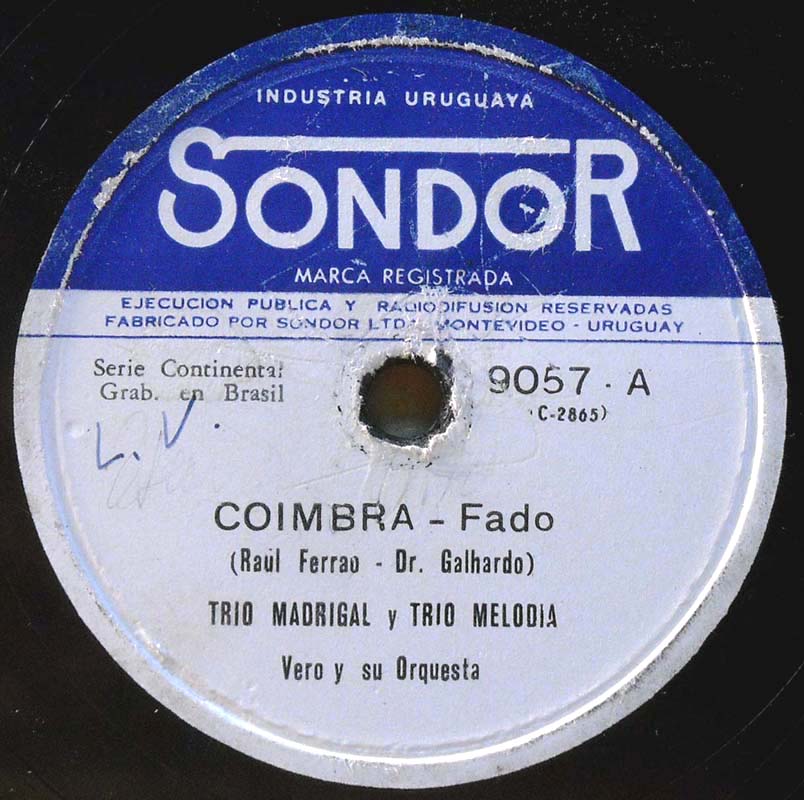 INDUSTRIA URUGUAYA
SONDOR
MARCA REGISTRADA
EJECUCION PUBLICA Y RADIODIFUSION RESERVADAS
FABRICADO POR SONDOR LTDA MONTEVIDEO - URUGUAY
Serie Continental
Grab. en Brasil
9057 · A
(C-2865)
L. V.
COIMBRA - Fado
(Raúl Ferrao - Dr. Galhardo)
TRIO MADRIGAL y TRIO MELODIA
Vero y su Orquesta